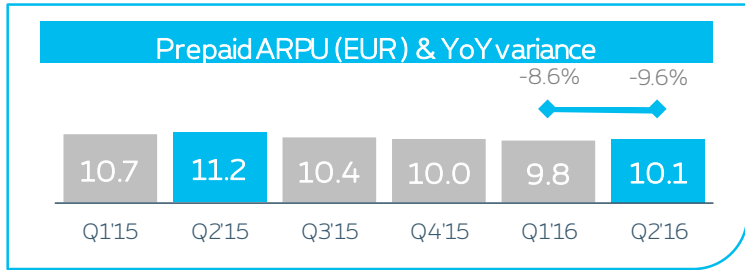 Prepaid ARPU (EUR) & YoY variance
-8.6% -9.6%
10.7 11.2 10.4 10.0 9.8 10.1
Q1'15 Q2'15 Q3'15 Q4'15 Q1'16 Q2'16